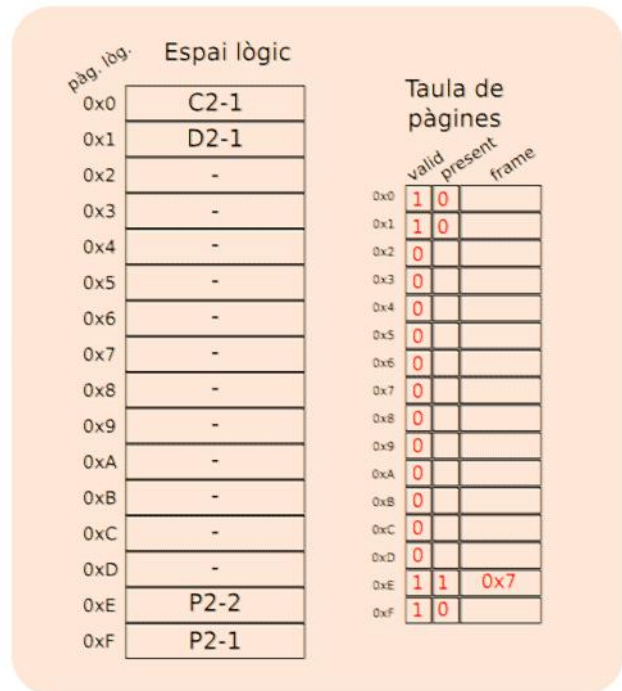 Espai lògic
pàg. lòg.
0x0 C2-1
0x1 D2-1
0x2 -
0x3 -
0x4 -
0x5 -
0x6 -
0x7 -
0x8 -
0x9 -
0xA -
0xB -
0xC -
0xD -
0xE P2-2
0xF P2-1
Taula de
pàgines
valid present frame
0x0 1 0
0x1 1 0
0x2 0
0x3 0
0x4 0
0x5 0
0x6 0
0x7 0
0x8 0
0x9 0
0xA 0
0xB 0
0xC 0
0xD 0
0xE 1 1 0x7
0xF 1 0